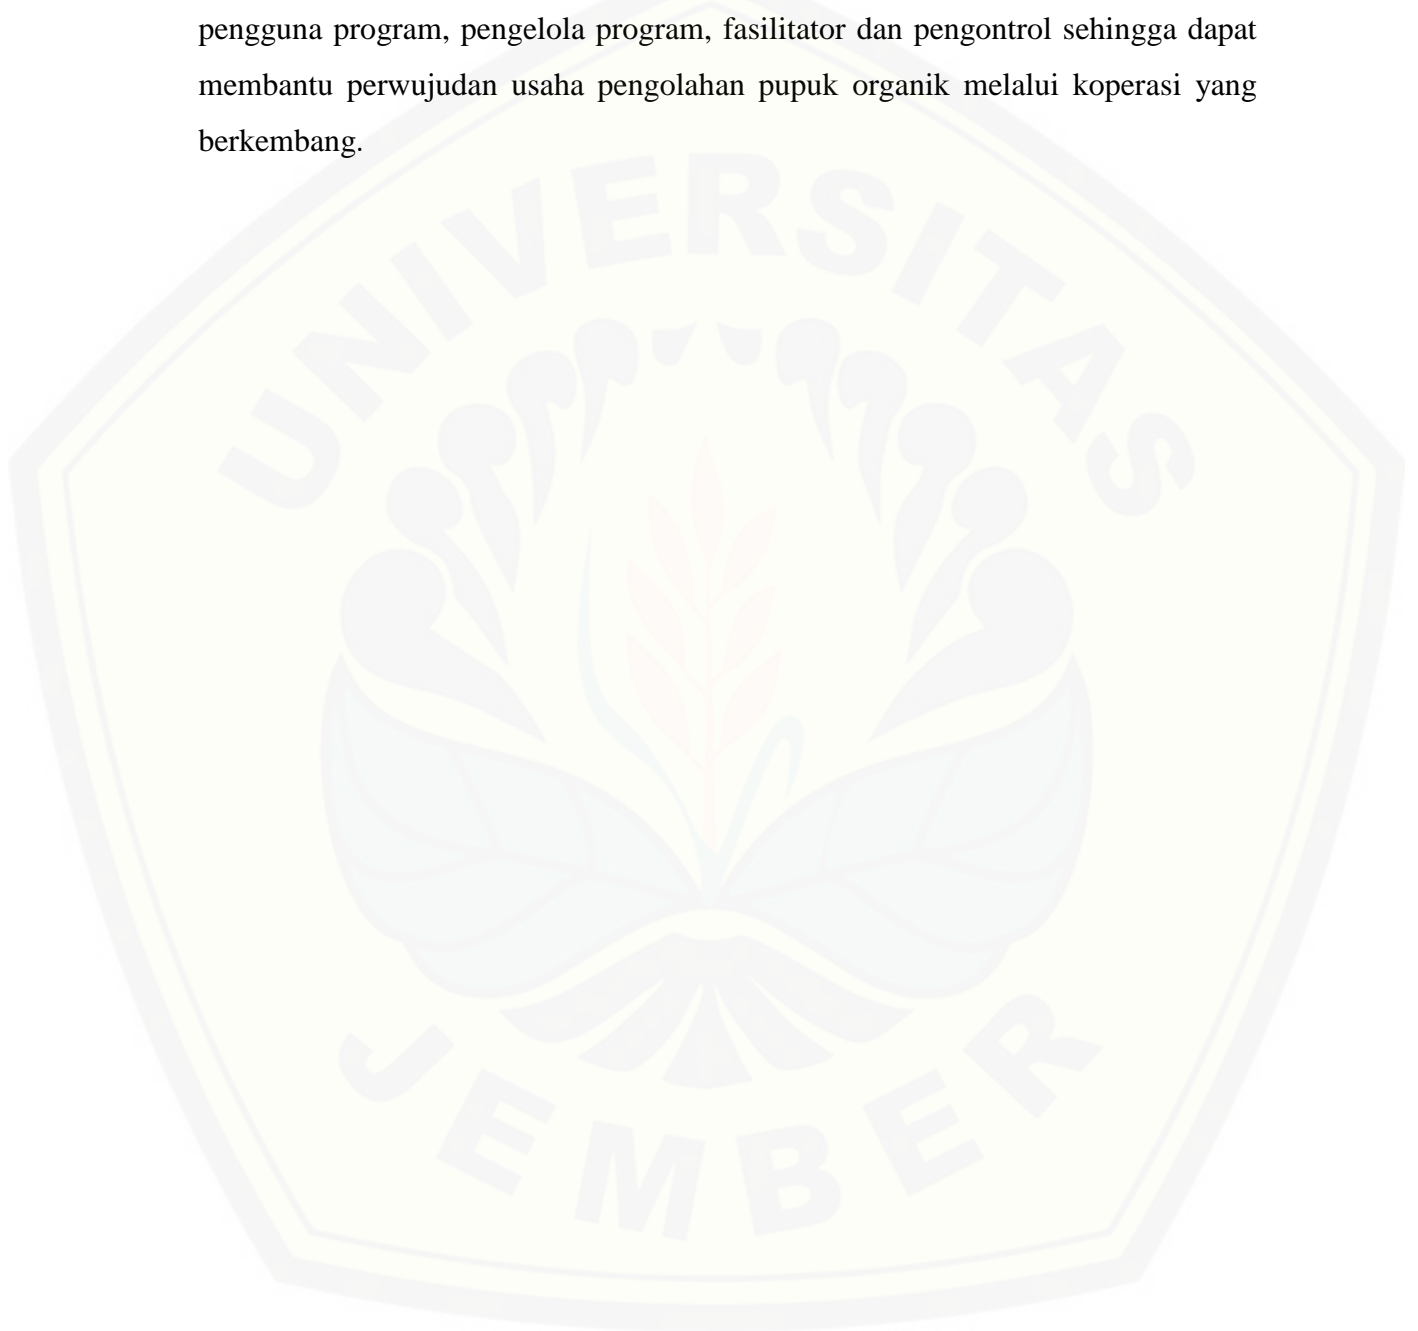 pengguna program, pengelola program, fasilitator dan pengontrol sehingga dapat
membantu perwujudan usaha pengolahan pupuk organik melalui koperasi yang
berkembang.
UNIVERSITAS
JEMBER